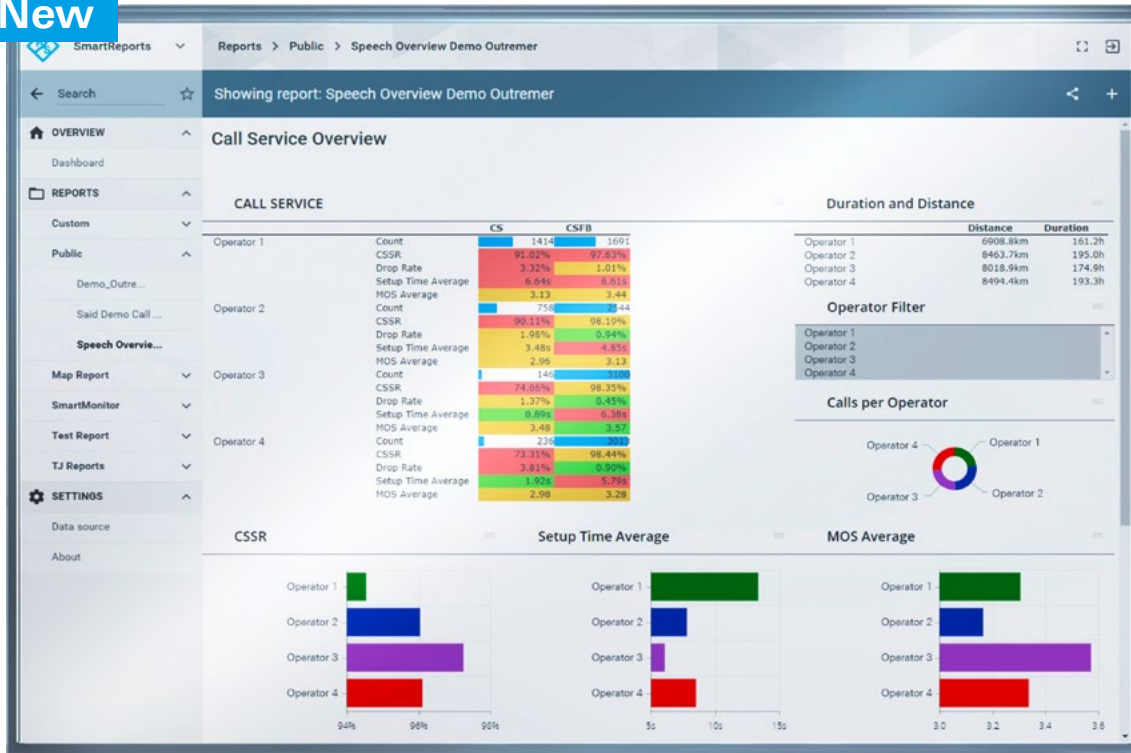 New
SmartReports
Reports > Public > Speech Overview Demo Outremer
Search
Showing report: Speech Overview Demo Outremer
OVERVIEW
Dashboard
REPORTS
Custom
Public
Demo_Outre...
Said Demo Call ...
Speech Overvie...
Map Report
SmartMonitor
Test Report
TJ Reports
SETTINGS
Data source
About
Call Service Overview
CALL SERVICE
CS CSFB
Operator 1 Count 1414 1691
CSSR 91.02% 97.63%
Drop Rate 3.32% 1.01%
Setup Time Average 6.64s 6.61s
MOS Average 3.13 3.44
Operator 2 Count 758 2544
CSSR 90.11% 98.19%
Drop Rate 1.98% 0.94%
Setup Time Average 3.48s 4.85s
MOS Average 2.96 3.13
Operator 3 Count 146 3100
CSSR 74.66% 98.35%
Drop Rate 1.37% 0.45%
Setup Time Average 0.89s 6.38s
MOS Average 3.48 3.57
Operator 4 Count 236 3013
CSSR 73.31% 98.44%
Drop Rate 3.81% 0.90%
Setup Time Average 1.92s 5.79s
MOS Average 2.98 3.28
Duration and Distance
Distance Duration
Operator 1 6908.8km 161.2h
Operator 2 8463.7km 195.0h
Operator 3 8018.9km 174.9h
Operator 4 8494.4km 193.3h
Operator Filter
Operator 1
Operator 2
Operator 3
Operator 4
Calls per Operator
Operator 4 Operator 1
Operator 3 Operator 2
CSSR
Operator 1
Operator 2
Operator 3
Operator 4
94% 96% 98%
Setup Time Average
Operator 1
Operator 2
Operator 3
Operator 4
5s 10s 15s
MOS Average
Operator 1
Operator 2
Operator 3
Operator 4
3.0 3.2 3.4 3.6